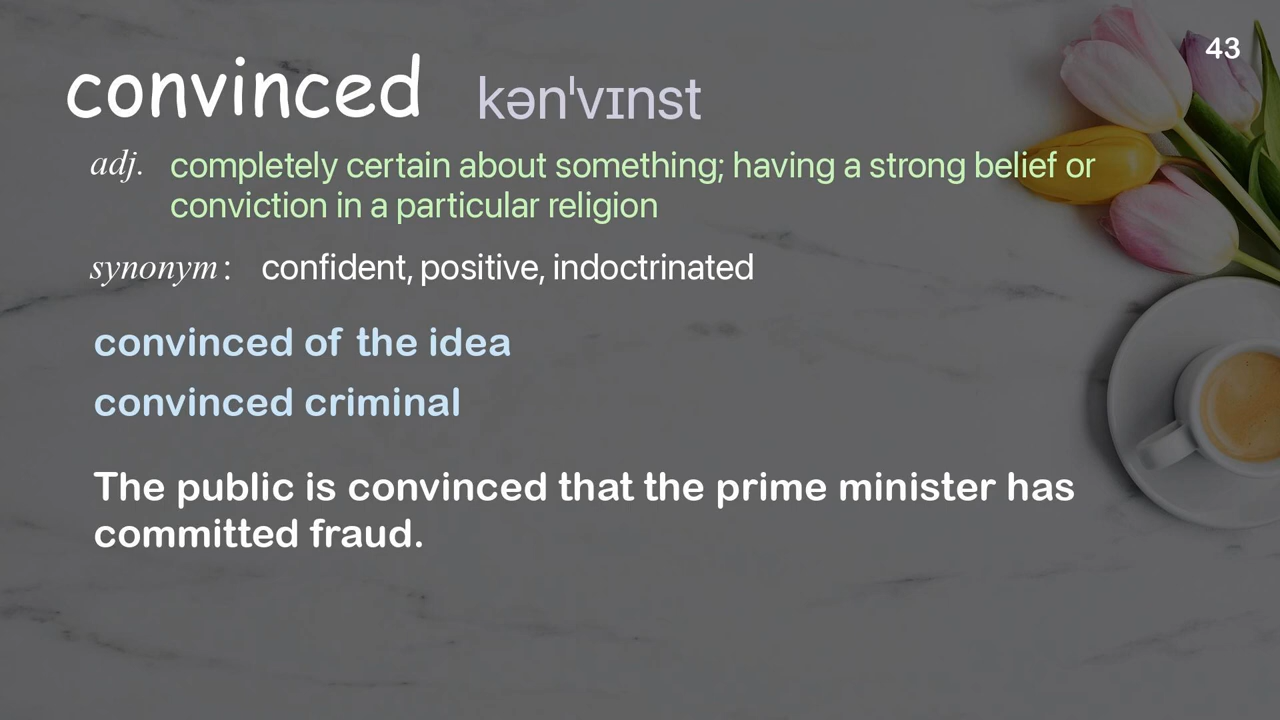 43
convinced kən'vɪnst
adj. completely certain about something; having a strong belief or
conviction in a particular religion
synonym: confident, positive, indoctrinated
convinced of the idea
convinced criminal
The public is convinced that the prime minister has
committed fraud.